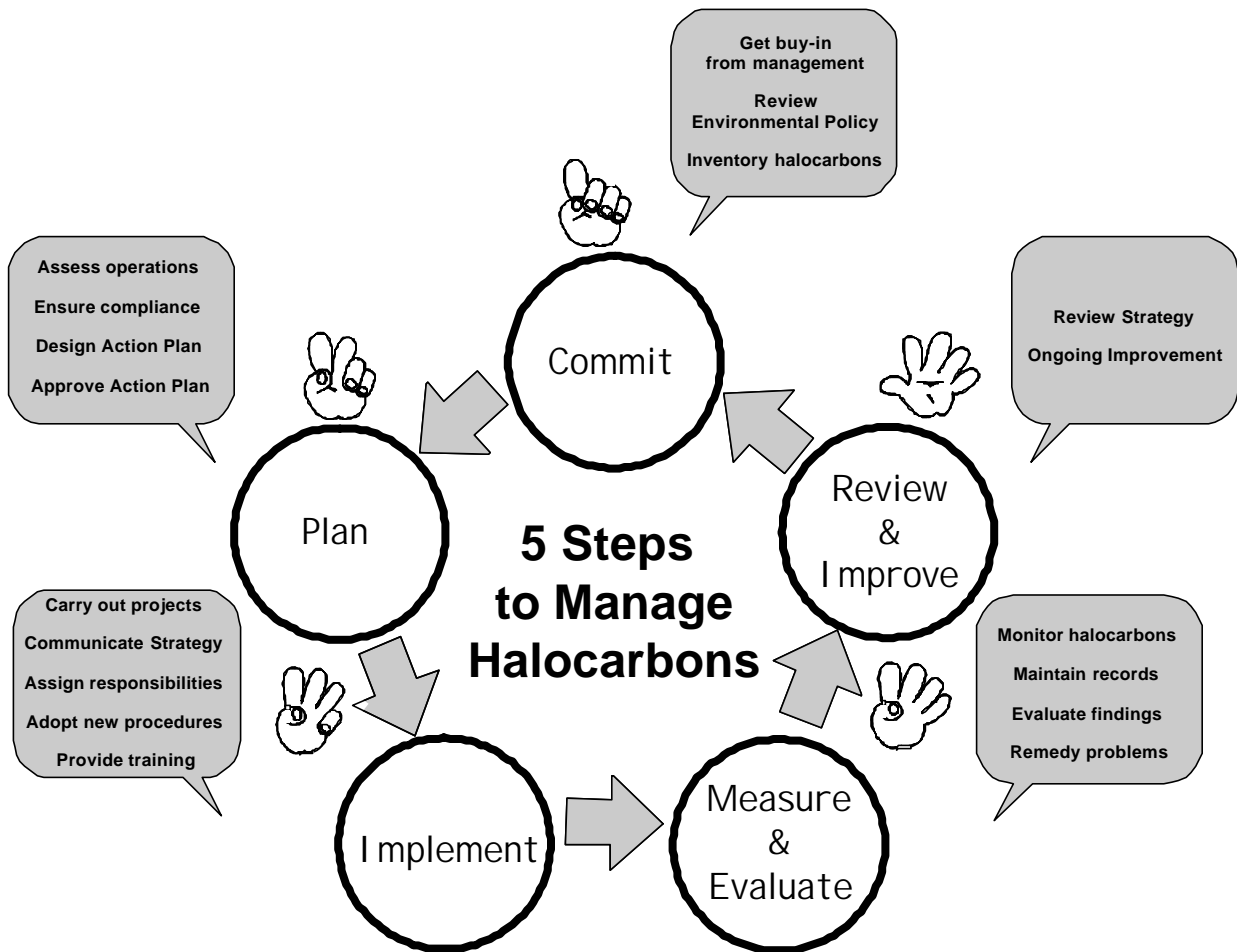 Get buy-in
from management
Review
Environmental Policy
Inventory halocarbons
Commit
Assess operations
Ensure compliance
Design Action Plan
Approve Action Plan
Plan
Carry out projects
Communicate Strategy
Assign responsibilities
Adopt new procedures
Provide training
Implement
Monitor halocarbons
Maintain records
Evaluate findings
Remedy problems
Measure
&
Evaluate
Review Strategy
Ongoing Improvement
Review
&
Improve
5 Steps
to Manage
Halocarbons